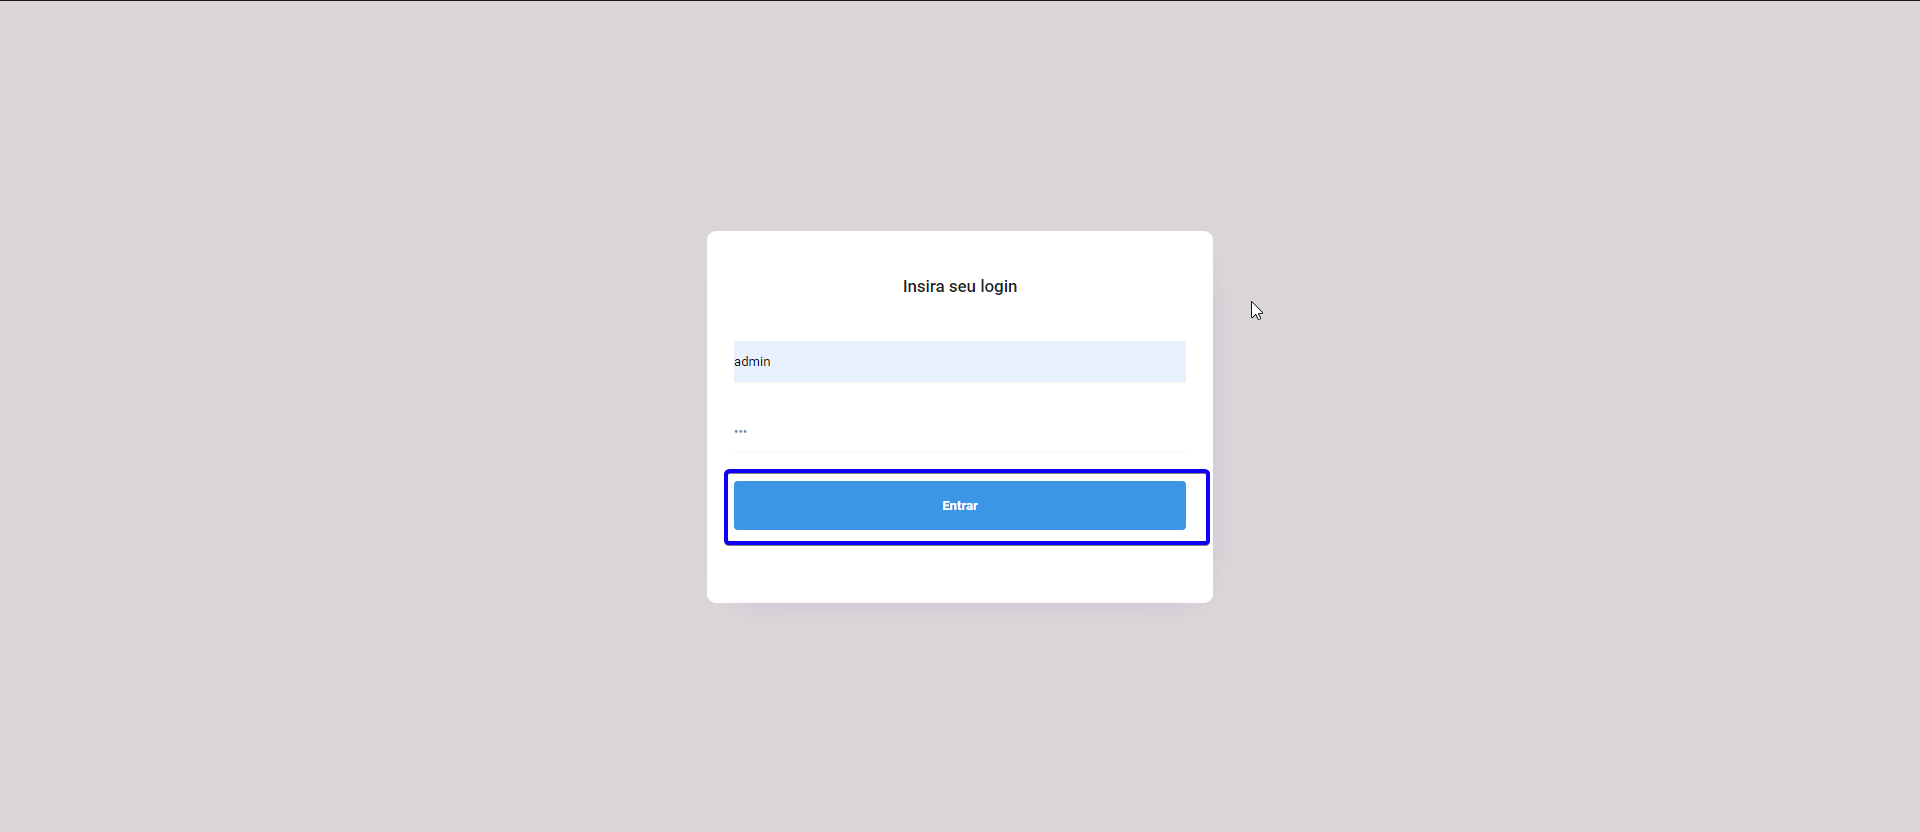 Insira seu login
admin
•••
Entrar